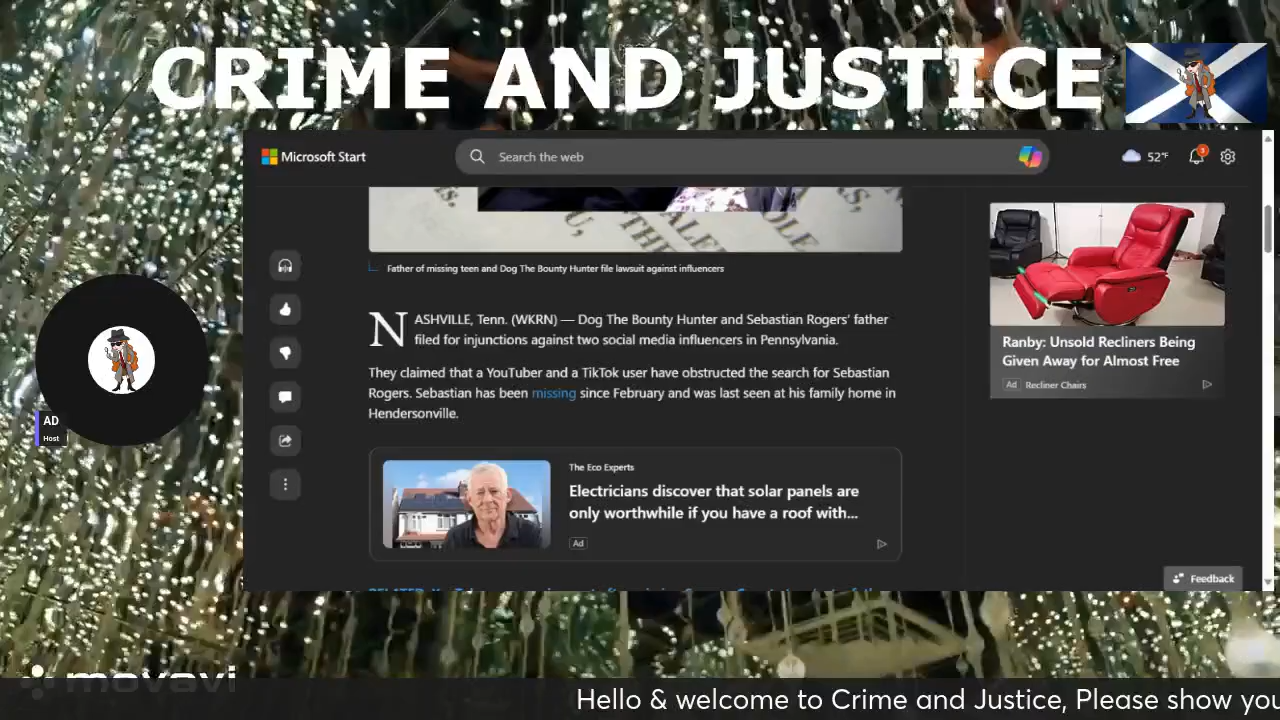 CRIME AND JUSTICE
Microsoft Start
Search the web
3
52°F
Father of missing teen and Dog The Bounty Hunter file lawsuit against influencers
NASHVILLE, Tenn. (WKRN) — Dog The Bounty Hunter and Sebastian Rogers' father
filed for injunctions against two social media influencers in Pennsylvania.
They claimed that a YouTuber and a TikTok user have obstructed the search for Sebastian
Rogers. Sebastian has been missing since February and was last seen at his family home in
Hendersonville.
The Eco Experts
Electricians discover that solar panels are
only worthwhile if you have a roof with...
Ad
Ranby: Unsold Recliners Being
Given Away for Almost Free
Ad Recliner Chairs
Feedback
AD
Host
movavi
Hello & welcome to Crime and Justice, Please show you